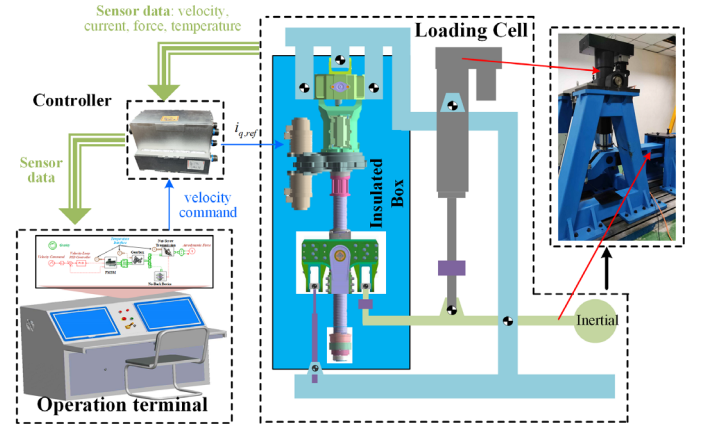 Sensor data: velocity,
current, force, temperature
Loading Cell
Controller
i_q,ref
Sensor
data
velocity
command
Insulated
Box
Inertial
Operation terminal